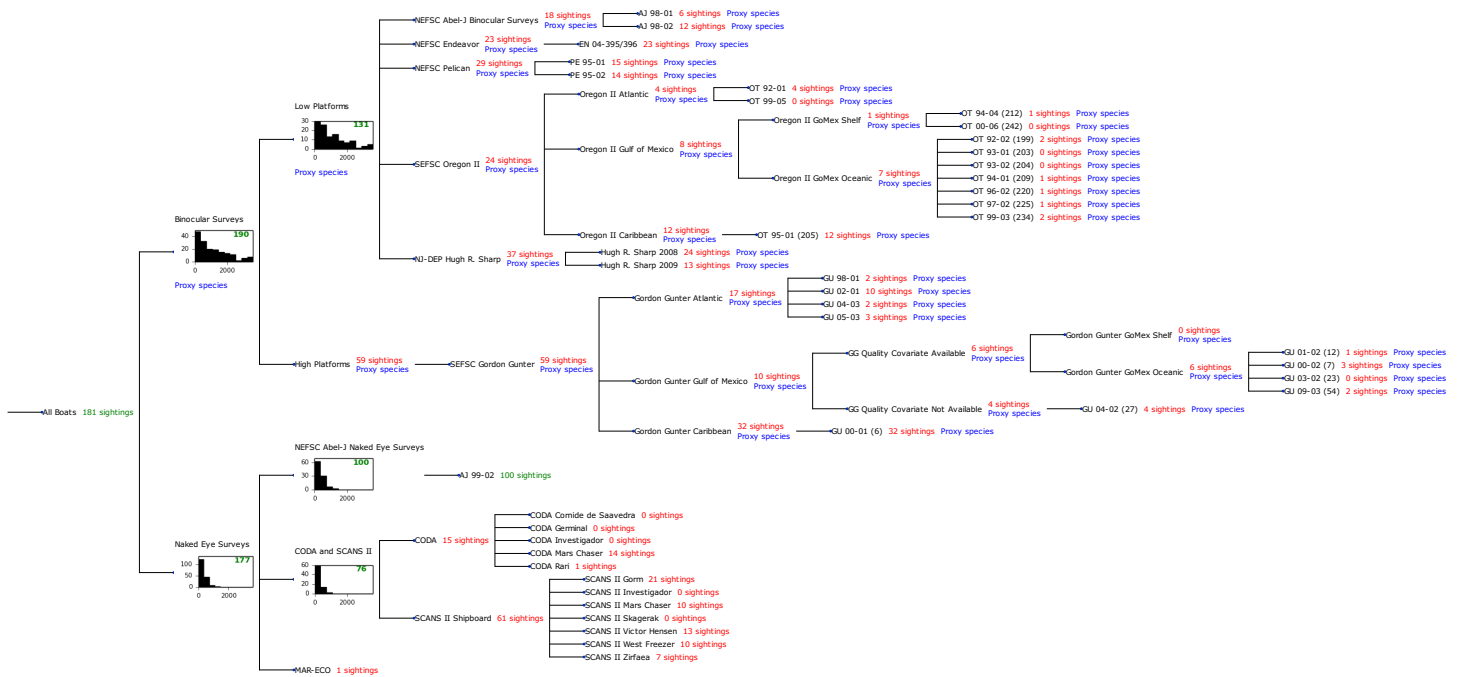 All Boats 181 sightings
Binocular Surveys
190
40
20
0
0 2000
Proxy species
Low Platforms
131
30
20
10
0
0 2000
Proxy species
NEFSC Abel-J Binocular Surveys 18 sightings
Proxy species
AJ 98-01 6 sightings Proxy species
AJ 98-02 12 sightings Proxy species
NEFSC Endeavor 23 sightings
Proxy species
EN 04-395/396 23 sightings Proxy species
NEFSC Pelican 29 sightings
Proxy species
PE 95-01 15 sightings Proxy species
PE 95-02 14 sightings Proxy species
SEFSC Oregon II 24 sightings
Proxy species
Oregon II Atlantic 4 sightings
Proxy species
OT 92-01 4 sightings Proxy species
OT 99-05 0 sightings Proxy species
Oregon II Gulf of Mexico 8 sightings
Proxy species
Oregon II GoMex Shelf 1 sightings
Proxy species
OT 94-04 (212) 1 sightings Proxy species
OT 00-06 (242) 0 sightings Proxy species
Oregon II GoMex Oceanic 7 sightings
Proxy species
OT 92-02 (199) 2 sightings Proxy species
OT 93-01 (203) 0 sightings Proxy species
OT 93-02 (204) 0 sightings Proxy species
OT 94-01 (209) 1 sightings Proxy species
OT 96-02 (220) 1 sightings Proxy species
OT 97-02 (225) 1 sightings Proxy species
OT 99-03 (234) 2 sightings Proxy species
Oregon II Caribbean 12 sightings
Proxy species
OT 95-01 (205) 12 sightings Proxy species
NJ-DEP Hugh R. Sharp 37 sightings
Proxy species
Hugh R. Sharp 2008 24 sightings Proxy species
Hugh R. Sharp 2009 13 sightings Proxy species
High Platforms 59 sightings
Proxy species
SEFSC Gordon Gunter 59 sightings
Proxy species
Gordon Gunter Atlantic 17 sightings
Proxy species
GU 98-01 2 sightings Proxy species
GU 02-01 10 sightings Proxy species
GU 04-03 2 sightings Proxy species
GU 05-03 3 sightings Proxy species
Gordon Gunter Gulf of Mexico 10 sightings
Proxy species
GG Quality Covariate Available 6 sightings
Proxy species
Gordon Gunter GoMex Shelf 0 sightings
Proxy species
Gordon Gunter GoMex Oceanic 6 sightings
Proxy species
GU 01-02 (12) 1 sightings Proxy species
GU 00-02 (7) 3 sightings Proxy species
GU 03-02 (23) 0 sightings Proxy species
GU 09-03 (54) 2 sightings Proxy species
GG Quality Covariate Not Available 4 sightings
Proxy species
GU 04-02 (27) 4 sightings Proxy species
Gordon Gunter Caribbean 32 sightings
Proxy species
GU 00-01 (6) 32 sightings Proxy species
Naked Eye Surveys
177
100
50
0
0 2000
NEFSC Abel-J Naked Eye Surveys
100
60
30
0
0 2000
AJ 99-02 100 sightings
CODA and SCANS II
76
60
40
20
0
0 2000
CODA 15 sightings
CODA Comide de Saavedra 0 sightings
CODA Germinal 0 sightings
CODA Investigador 0 sightings
CODA Mars Chaser 14 sightings
CODA Rari 1 sightings
SCANS II Shipboard 61 sightings
SCANS II Gorm 21 sightings
SCANS II Investigador 0 sightings
SCANS II Mars Chaser 10 sightings
SCANS II Skagerak 0 sightings
SCANS II Victor Hensen 13 sightings
SCANS II West Freezer 10 sightings
SCANS II Zirfaea 7 sightings
MAR-ECO 1 sightings